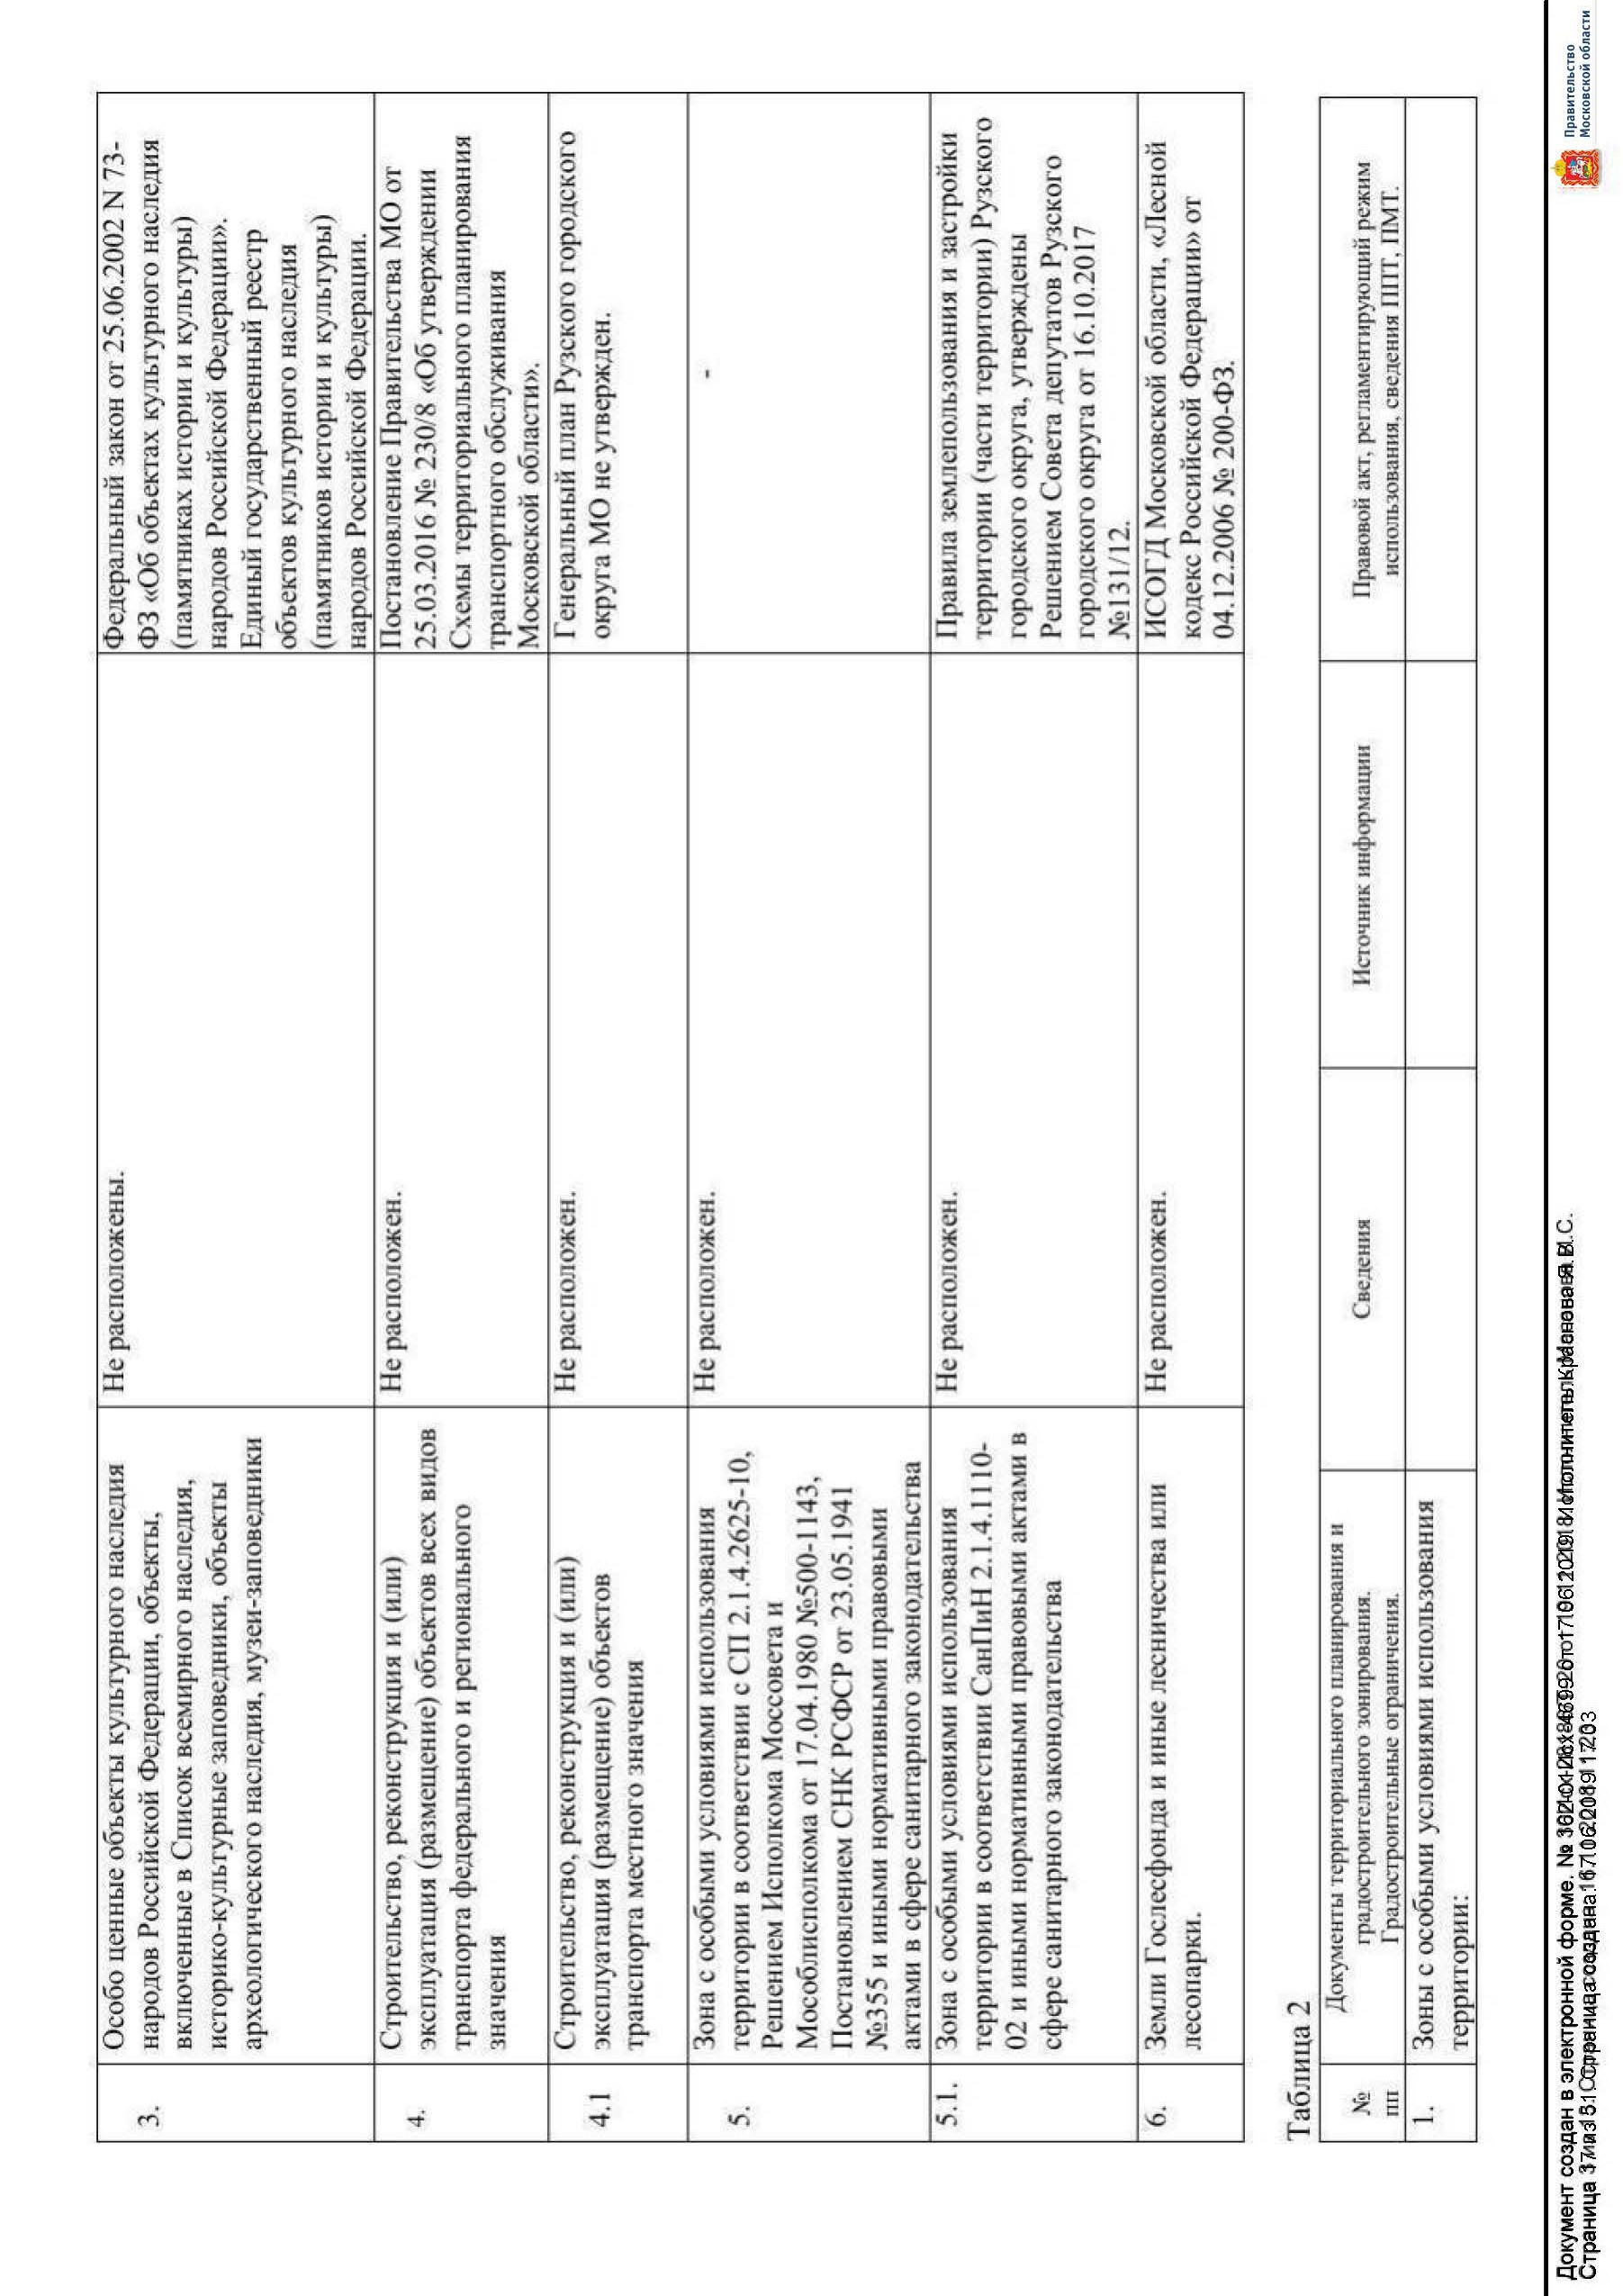 3.
Особо ценные объекты культурного наследия
народов Российской Федерации, объекты,
включенные в Список всемирного наследия,
историко-культурные заповедники, объекты
археологического наследия, музеи-заповедники
Не расположены.
Федеральный закон от 25.06.2002 N 73-
ФЗ «Об объектах культурного наследия
(памятниках истории и культуры)
народов Российской Федерации».
Единый государственный реестр
объектов культурного наследия
(памятников истории и культуры)
народов Российской Федерации.
4.
Строительство, реконструкция и (или)
эксплуатация (размещение) объектов всех видов
транспорта федерального и регионального
значения
Не расположен.
Постановление Правительства МО от
25.03.2016 № 230/8 «Об утверждении
Схемы территориального планирования
транспортного обслуживания
Московской области».
4.1
Строительство, реконструкция и (или)
эксплуатация (размещение) объектов
транспорта местного значения
Не расположен.
Генеральный план Рузского городского
округа МО не утвержден.
5.
Зона с особыми условиями использования
территории в соответствии с СП 2.1.4.2625-10,
Решением Исполкома Моссовета и
Мособлисполкома от 17.04.1980 №500-1143,
Постановлением СНК РСФСР от 23.05.1941
№355 и иными нормативными правовыми
актами в сфере санитарного законодательства
Не расположен.
-
5.1.
Зона с особыми условиями использования
территории в соответствии СанПиН 2.1.4.1110-
02 и иными нормативными правовыми актами в
сфере санитарного законодательства
Не расположен.
Правила землепользования и застройки
территории (части территории) Рузского
городского округа, утверждены
Решением Совета депутатов Рузского
городского округа от 16.10.2017
№131/12.
6.
Земли Гослесфонда и иные лесничества или
лесопарки.
Не расположен.
ИСОГД Московской области, «Лесной
кодекс Российской Федерации» от
04.12.2006 № 200-ФЗ.
Таблица 2
№
пп
Документы территориального планирования и
градостроительного зонирования.
Градостроительные ограничения.
Сведения
Источник информации
Правовой акт, регламентирующий режим
использования, сведения ППТ, ПМТ.
1.
Зоны с особыми условиями использования
территории:
Документ создан в электронной форме. №
Страница
Правительство
Московской области